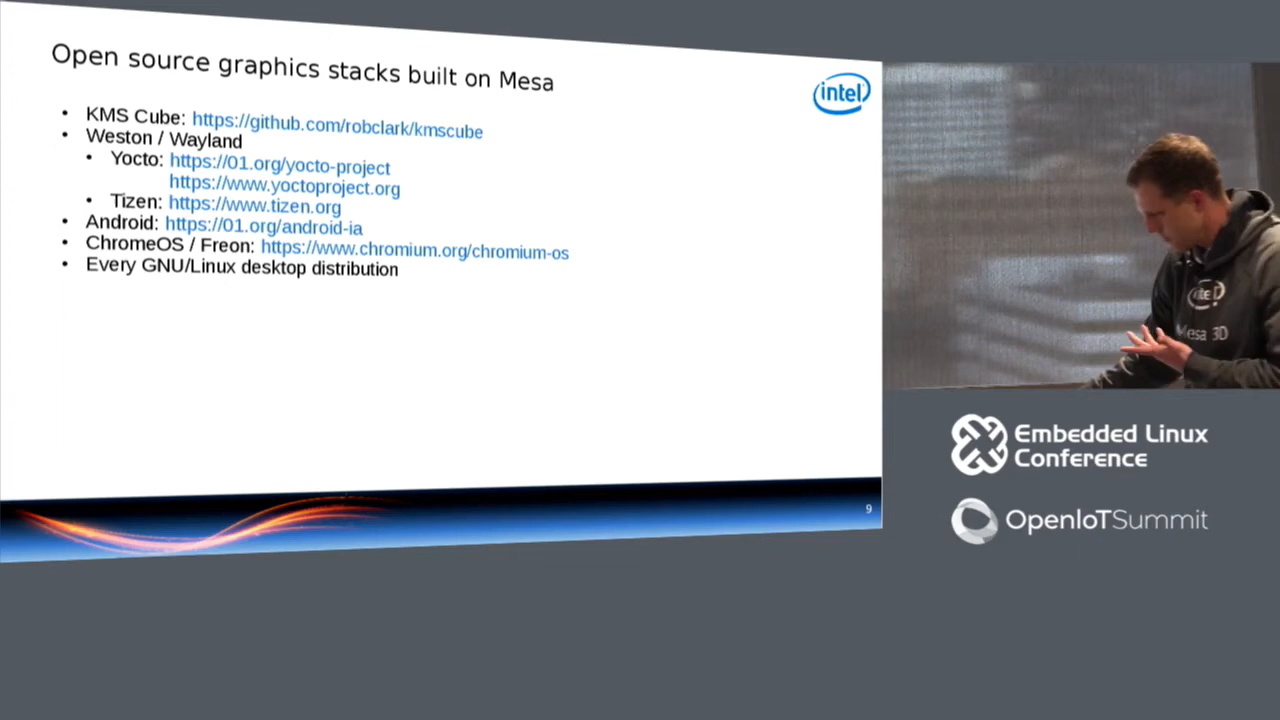 Open source graphics stacks built on Mesa
intel
• KMS Cube: https://github.com/robclark/kmscube
• Weston / Wayland
• Yocto: https://01.org/yocto-project
https://www.yoctoproject.org
• Tizen: https://www.tizen.org
• Android: https://01.org/android-ia
• ChromeOS / Freon: https://www.chromium.org/chromium-os
• Every GNU/Linux desktop distribution
9
intel
Mesa 3D
Embedded Linux
Conference
OpenIoTSummit